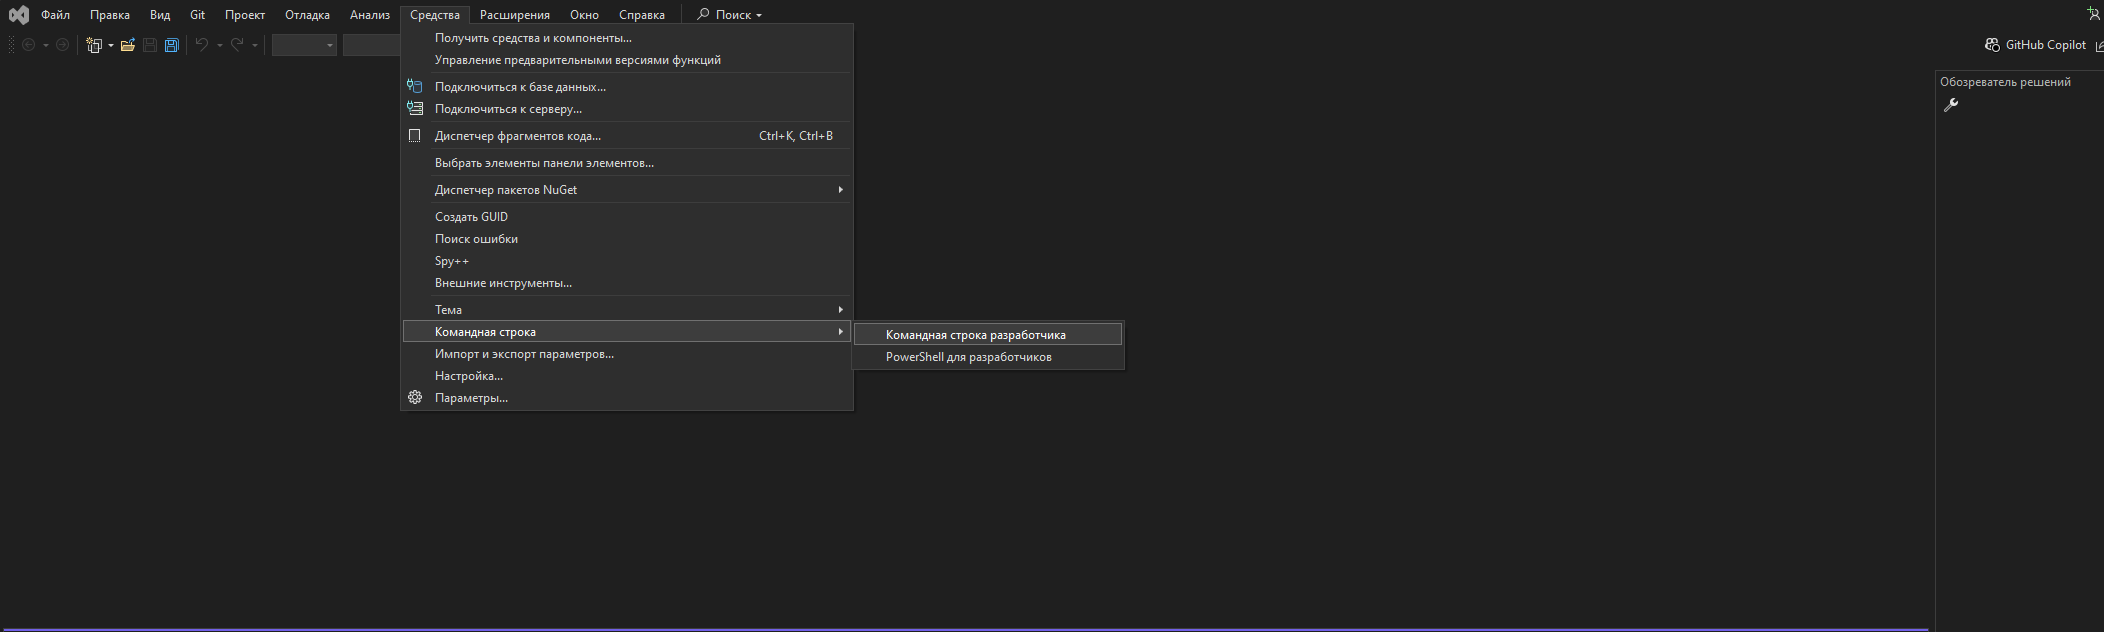 Файл Правка Вид Git Проект Отладка Анализ Средства Расширения Окно Справка Поиск
GitHub Copilot
Получить средства и компоненты...
Управление предварительными версиями функций
Подключиться к базе данных...
Подключиться к серверу...
Диспетчер фрагментов кода... Ctrl+K, Ctrl+B
Выбрать элементы панели элементов...
Диспетчер пакетов NuGet
Создать GUID
Поиск ошибки
Spy++
Внешние инструменты...
Тема
Командная строка
Импорт и экспорт параметров...
Настройка...
Параметры...
Командная строка разработчика
PowerShell для разработчиков
Обозреватель решений